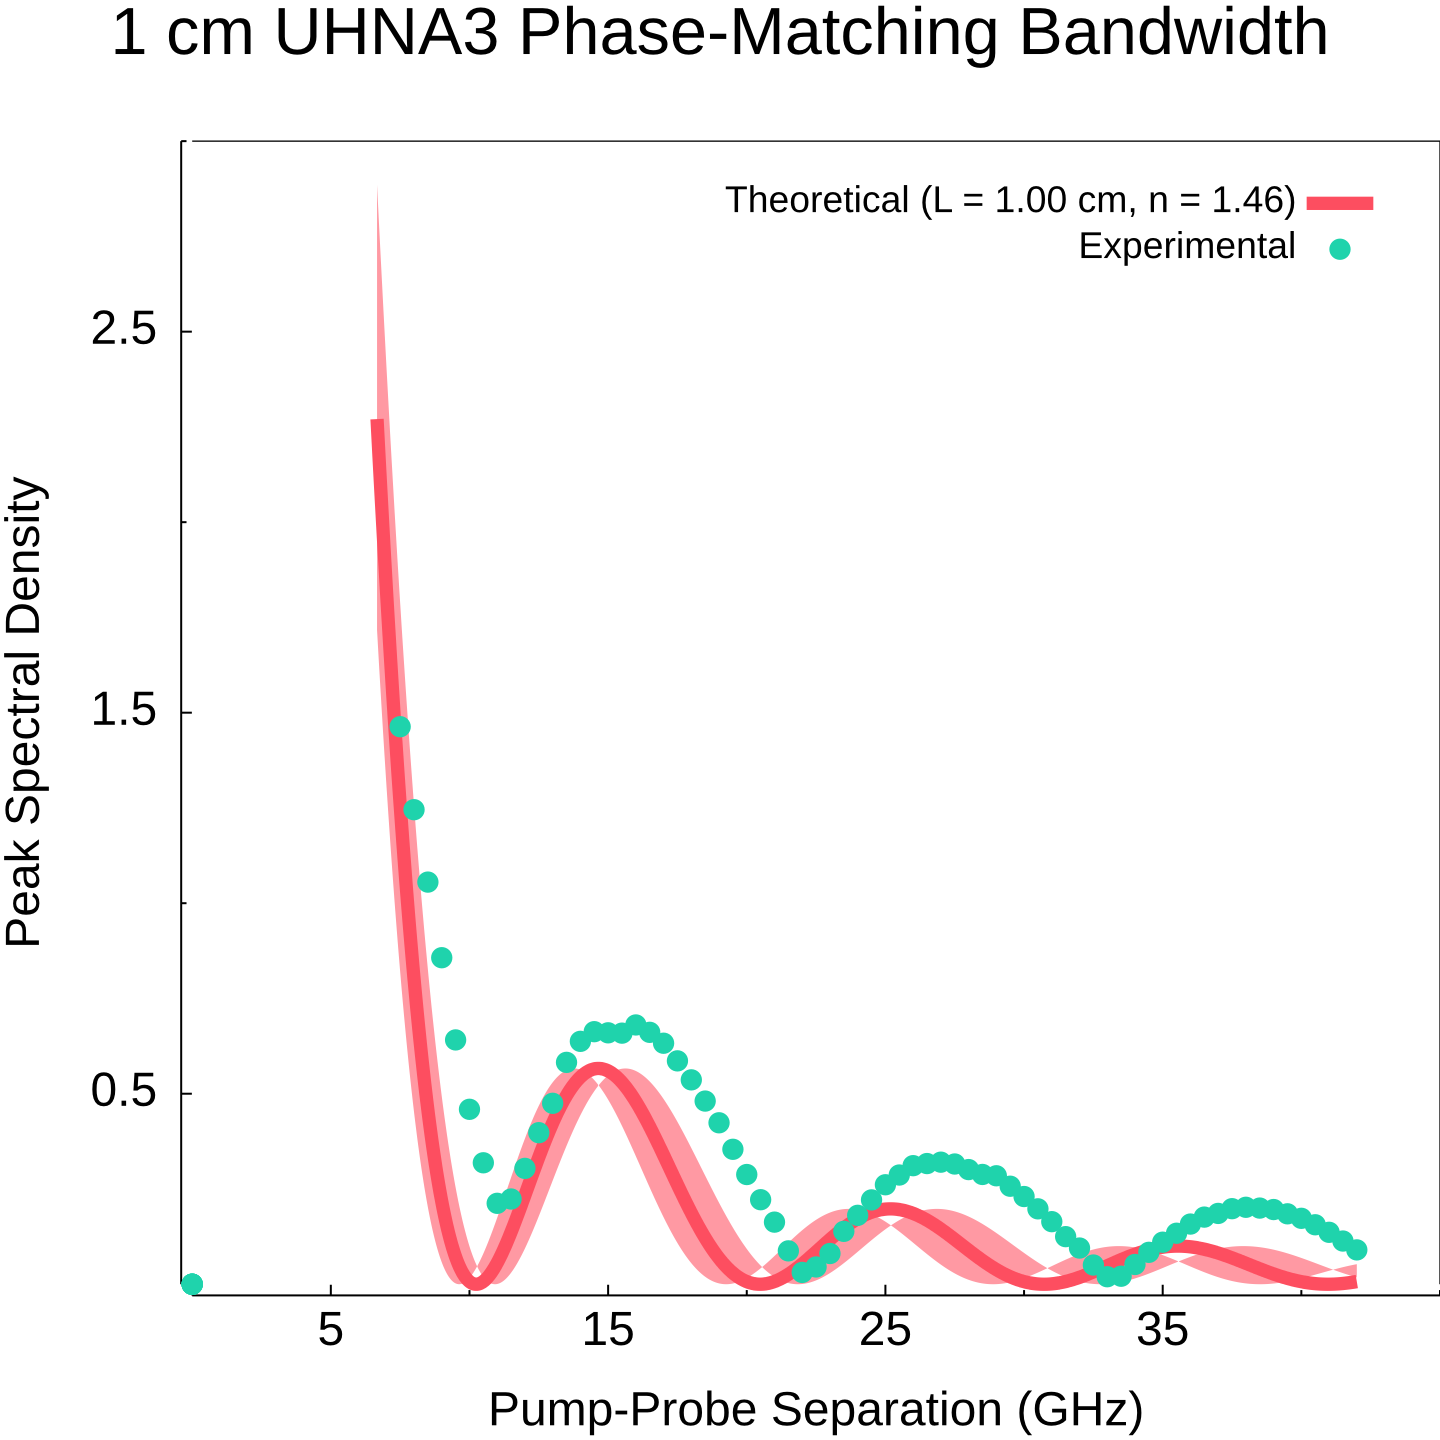 1 cm UHNA3 Phase-Matching Bandwidth
Theoretical (L = 1.00 cm, n = 1.46)
Experimental
2.5
1.5
0.5
Peak Spectral Density
5 15 25 35
Pump-Probe Separation (GHz)